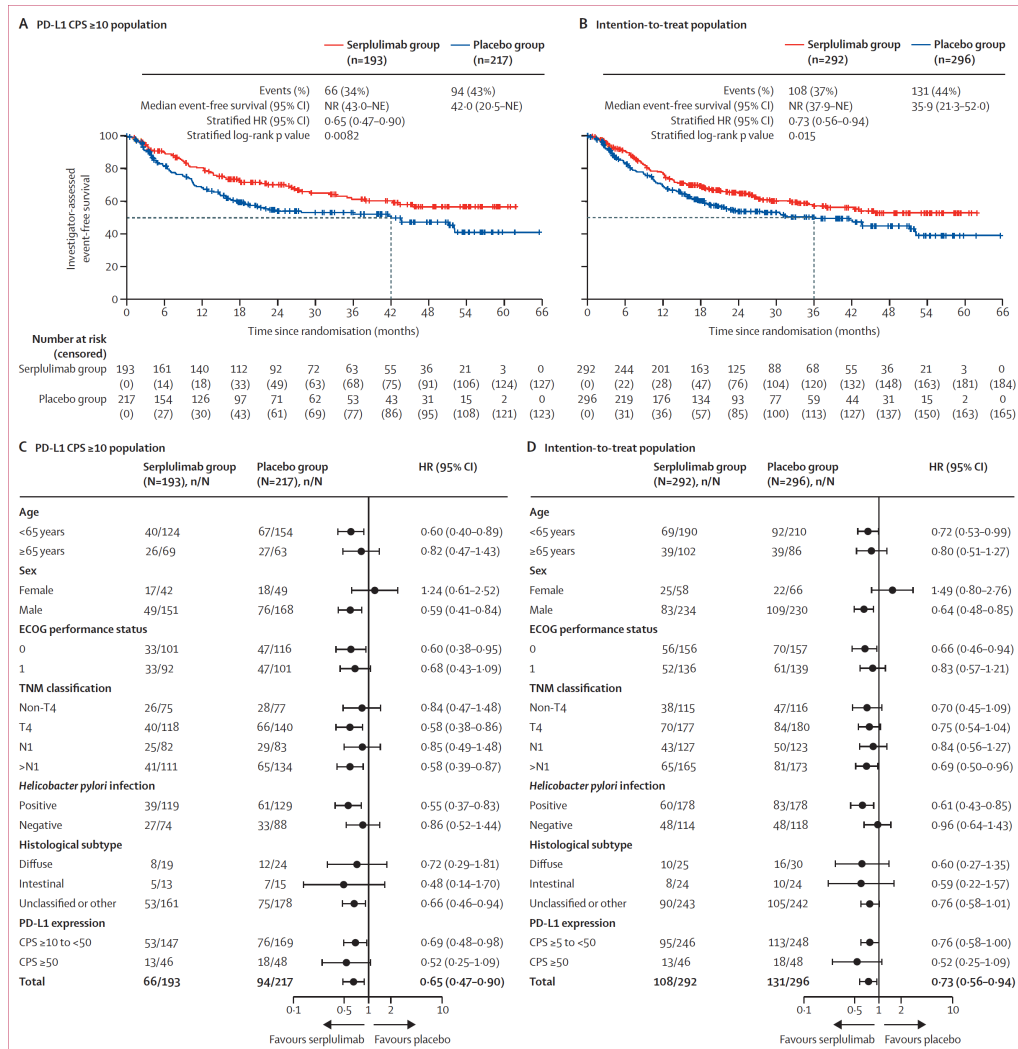 A PD-L1 CPS ≥10 population
Serplulimab group (n=193)
Placebo group (n=217)
Events (%) 66 (34%) 94 (43%)
Median event-free survival (95% CI) NR (43·0–NE) 42·0 (20·5–NE)
Stratified HR (95% CI) 0·65 (0·47–0·90)
Stratified log-rank p value 0·0082
Investigator-assessed
event-free survival
100
80
60
40
20
0
0 6 12 18 24 30 36 42 48 54 60 66
Time since randomisation (months)
B Intention-to-treat population
Serplulimab group (n=292)
Placebo group (n=296)
Events (%) 108 (37%) 131 (44%)
Median event-free survival (95% CI) NR (37·9–NE) 35·9 (21·3–52·0)
Stratified HR (95% CI) 0·73 (0·56–0·94)
Stratified log-rank p value 0·015
100
80
60
40
20
0
0 6 12 18 24 30 36 42 48 54 60 66
Time since randomisation (months)
Number at risk
(censored)
Serplulimab group 193 161 140 112 92 72 63 55 36 21 3 0 292 244 201 163 125 88 68 55 36 21 3 0
(0) (14) (18) (33) (49) (63) (68) (75) (91) (106) (124) (127) (0) (22) (28) (47) (76) (104) (120) (132) (148) (163) (181) (184)
Placebo group 217 154 126 97 71 62 53 43 31 15 2 0 296 219 176 134 93 77 59 44 31 15 2 0
(0) (27) (30) (43) (61) (69) (77) (86) (95) (108) (121) (123) (0) (31) (36) (57) (85) (100) (113) (127) (137) (150) (163) (165)
C PD-L1 CPS ≥10 population
Serplulimab group (N=193), n/N
Placebo group (N=217), n/N
HR (95% CI)
Age
<65 years 40/124 67/154 0·60 (0·40–0·89)
≥65 years 26/69 27/63 0·82 (0·47–1·43)
Sex
Female 17/42 18/49 1·24 (0·61–2·52)
Male 49/151 76/168 0·59 (0·41–0·84)
ECOG performance status
0 33/101 47/116 0·60 (0·38–0·95)
1 33/92 47/101 0·68 (0·43–1·09)
TNM classification
Non-T4 26/75 28/77 0·84 (0·47–1·48)
T4 40/118 66/140 0·58 (0·38–0·86)
N1 25/82 29/83 0·85 (0·49–1·48)
>N1 41/111 65/134 0·58 (0·39–0·87)
Helicobacter pylori infection
Positive 39/119 61/129 0·55 (0·37–0·83)
Negative 27/74 33/88 0·86 (0·52–1·44)
Histological subtype
Diffuse 8/19 12/24 0·72 (0·29–1·81)
Intestinal 5/13 7/15 0·48 (0·14–1·70)
Unclassified or other 53/161 75/178 0·66 (0·46–0·94)
PD-L1 expression
CPS ≥10 to <50 53/147 76/169 0·69 (0·48–0·98)
CPS ≥50 13/46 18/48 0·52 (0·25–1·09)
Total 66/193 94/217 0·65 (0·47–0·90)
0·1 0·5 1 2 10
Favours serplulimab Favours placebo
D Intention-to-treat population
Serplulimab group (N=292), n/N
Placebo group (N=296), n/N
HR (95% CI)
Age
<65 years 69/190 92/210 0·72 (0·53–0·99)
≥65 years 39/102 39/86 0·80 (0·51–1·27)
Sex
Female 25/58 22/66 1·49 (0·80–2·76)
Male 83/234 109/230 0·64 (0·48–0·85)
ECOG performance status
0 56/156 70/157 0·66 (0·46–0·94)
1 52/136 61/139 0·83 (0·57–1·21)
TNM classification
Non-T4 38/115 47/116 0·70 (0·45–1·09)
T4 70/177 84/180 0·75 (0·54–1·04)
N1 43/127 50/123 0·84 (0·56–1·27)
>N1 65/165 81/173 0·69 (0·50–0·96)
Helicobacter pylori infection
Positive 60/178 83/178 0·61 (0·43–0·85)
Negative 48/114 48/118 0·96 (0·64–1·43)
Histological subtype
Diffuse 10/25 16/30 0·60 (0·27–1·35)
Intestinal 8/24 10/24 0·59 (0·22–1·57)
Unclassified or other 90/243 105/242 0·76 (0·58–1·01)
PD-L1 expression
CPS ≥5 to <50 95/246 113/248 0·76 (0·58–1·00)
CPS ≥50 13/46 18/48 0·52 (0·25–1·09)
Total 108/292 131/296 0·73 (0·56–0·94)
0·1 0·5 1 2 10
Favours serplulimab Favours placebo